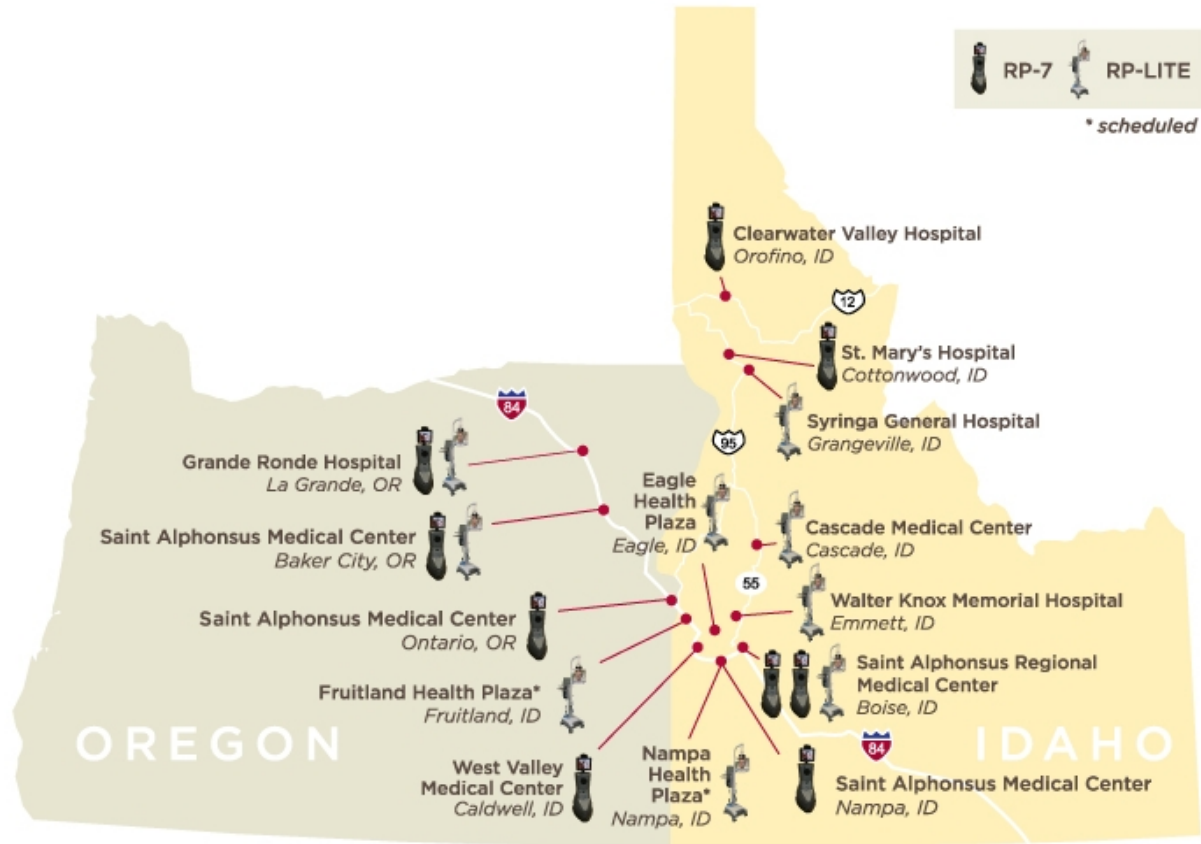 RP-7 RP-LITE
* scheduled
Clearwater Valley Hospital
Orofino, ID
12
St. Mary's Hospital
Cottonwood, ID
84
Syringa General Hospital
Grangeville, ID
95
Grande Ronde Hospital
La Grande, OR
Eagle
Health
Plaza
Eagle, ID
Saint Alphonsus Medical Center
Baker City, OR
Cascade Medical Center
Cascade, ID
55
Saint Alphonsus Medical Center
Ontario, OR
Walter Knox Memorial Hospital
Emmett, ID
Fruitland Health Plaza*
Fruitland, ID
Saint Alphonsus Regional
Medical Center
Boise, ID
OREGON
IDAHO
84
West Valley
Medical Center
Caldwell, ID
Nampa
Health
Plaza*
Nampa, ID
Saint Alphonsus Medical Center
Nampa, ID